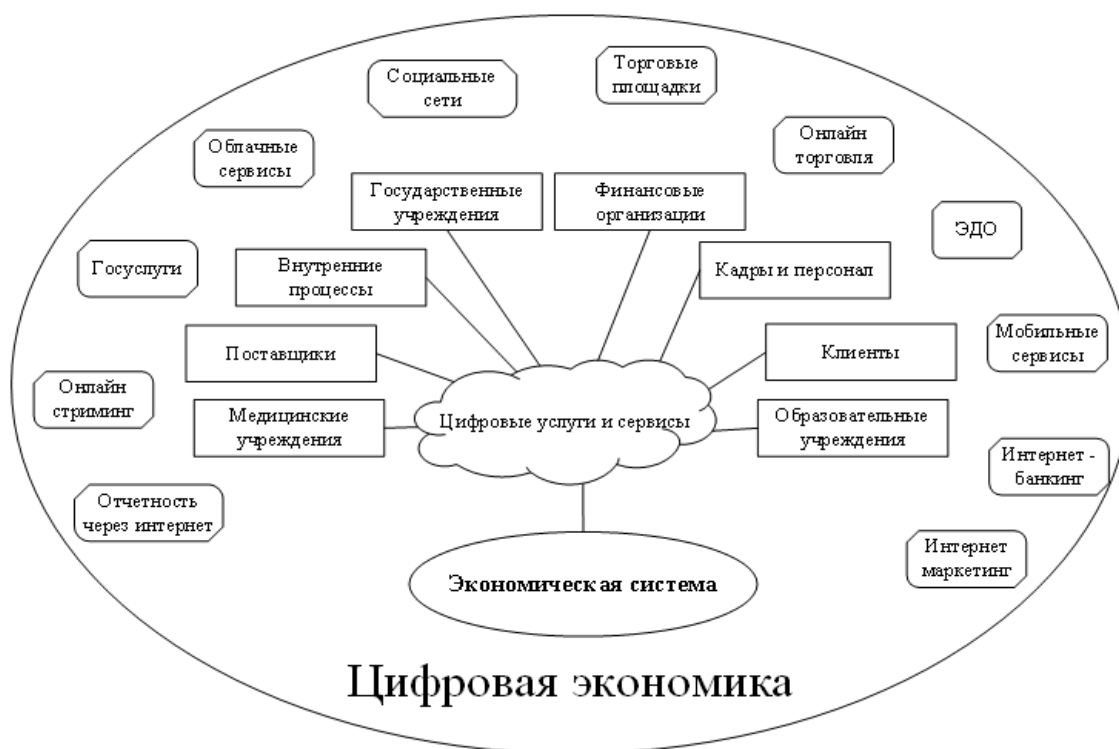 Социальные
сети
Торговые
площадки
Облачные
сервисы
Онлайн
торговля
Государственные
учреждения
Финансовые
организации
ЭДО
Госуслуги
Внутренние
процессы
Кадры и персонал
Поставщики
Клиенты
Мобильные
сервисы
Онлайн
стриминг
Медицинские
учреждения
Цифровые услуги и сервисы
Образовательные
учреждения
Интернет -
банкинг
Отчетность
через интернет
Интернет
маркетинг
Экономическая система
Цифровая экономика